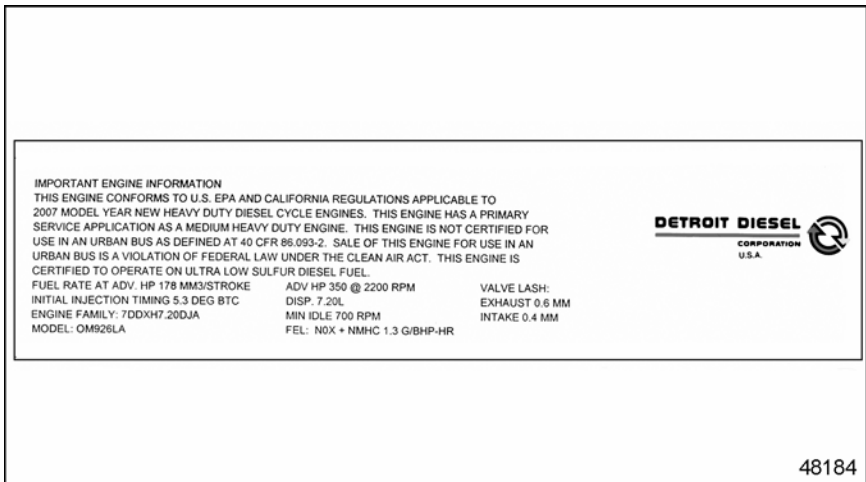 IMPORTANT ENGINE INFORMATION
THIS ENGINE CONFORMS TO U.S. EPA AND CALIFORNIA REGULATIONS APPLICABLE TO
2007 MODEL YEAR NEW HEAVY DUTY DIESEL CYCLE ENGINES. THIS ENGINE HAS A PRIMARY
SERVICE APPLICATION AS A MEDIUM HEAVY DUTY ENGINE. THIS ENGINE IS NOT CERTIFIED FOR
USE IN AN URBAN BUS AS DEFINED AT 40 CFR 86.093-2. SALE OF THIS ENGINE FOR USE IN AN
URBAN BUS IS A VIOLATION OF FEDERAL LAW UNDER THE CLEAN AIR ACT. THIS ENGINE IS
CERTIFIED TO OPERATE ON ULTRA LOW SULFUR DIESEL FUEL.
FUEL RATE AT ADV. HP 178 MM3/STROKE
INITIAL INJECTION TIMING 5.3 DEG BTC
ENGINE FAMILY: 7DDXH7.20DJA
MODEL: OM926LA
ADV HP 350 @ 2200 RPM
DISP. 7.20L
MIN IDLE 700 RPM
FEL: N0X + NMHC 1.3 G/BHP-HR
VALVE LASH:
EXHAUST 0.6 MM
INTAKE 0.4 MM
DETROIT DIESEL
CORPORATION
U.S.A.
48184